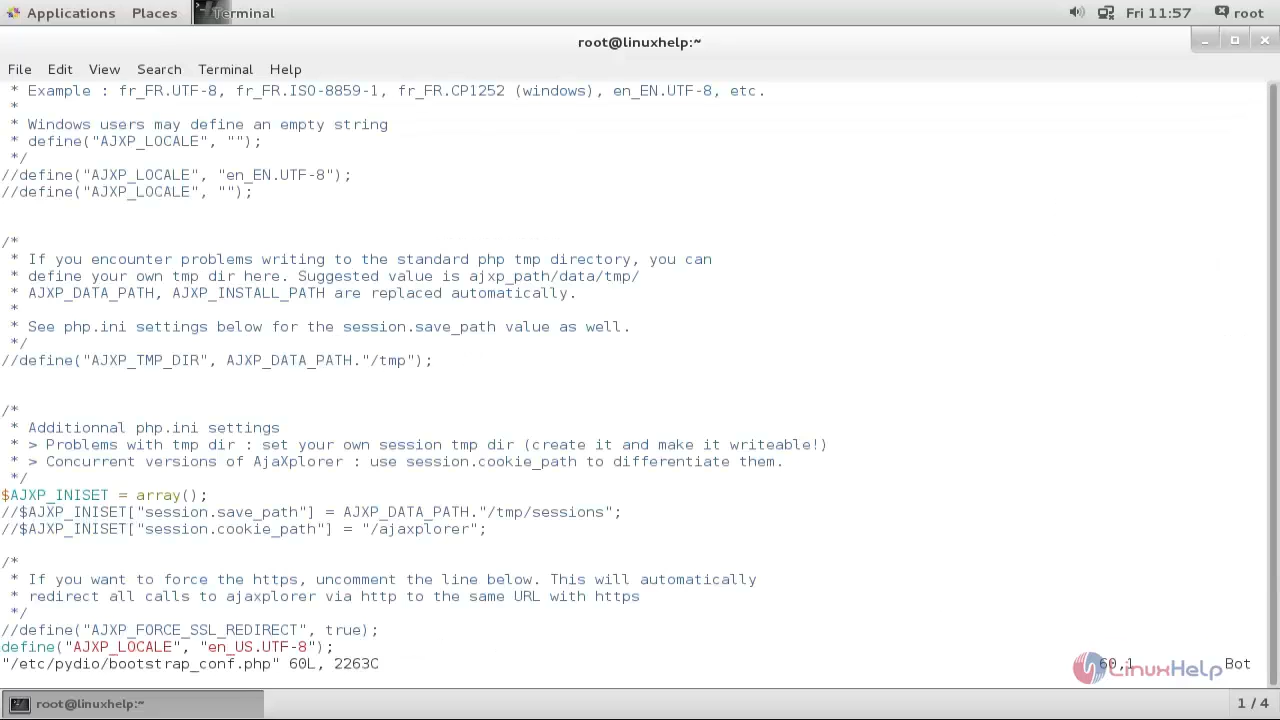 Applications Places Terminal Fri 11:57 root
root@linuxhelp:~
File Edit View Search Terminal Help
* Example : fr_FR.UTF-8, fr_FR.ISO-8859-1, fr_FR.CP1252 (windows), en_EN.UTF-8, etc.
*
* Windows users may define an empty string
* define("AJXP_LOCALE", "");
*/
//define("AJXP_LOCALE", "en_EN.UTF-8");
//define("AJXP_LOCALE", "");
/*
* If you encounter problems writing to the standard php tmp directory, you can
* define your own tmp dir here. Suggested value is ajxp_path/data/tmp/
* AJXP_DATA_PATH, AJXP_INSTALL_PATH are replaced automatically.
*
* See php.ini settings below for the session.save_path value as well.
*/
//define("AJXP_TMP_DIR", AJXP_DATA_PATH."/tmp");
/*
* Additionnal php.ini settings
* > Problems with tmp dir : set your own session tmp dir (create it and make it writeable!)
* > Concurrent versions of AjaXplorer : use session.cookie_path to differentiate them.
*/
$AJXP_INISET = array();
//$AJXP_INISET["session.save_path"] = AJXP_DATA_PATH."/tmp/sessions";
//$AJXP_INISET["session.cookie_path"] = "/ajaxplorer";
/*
* If you want to force the https, uncomment the line below. This will automatically
* redirect all calls to ajaxplorer via http to the same URL with https
*/
//define("AJXP_FORCE_SSL_REDIRECT", true);
define("AJXP_LOCALE", "en_US.UTF-8");
"/etc/pydio/bootstrap_conf.php" 60L, 2263C 60,1 Bot
LinuxHelp
root@linuxhelp:~ 1 / 4